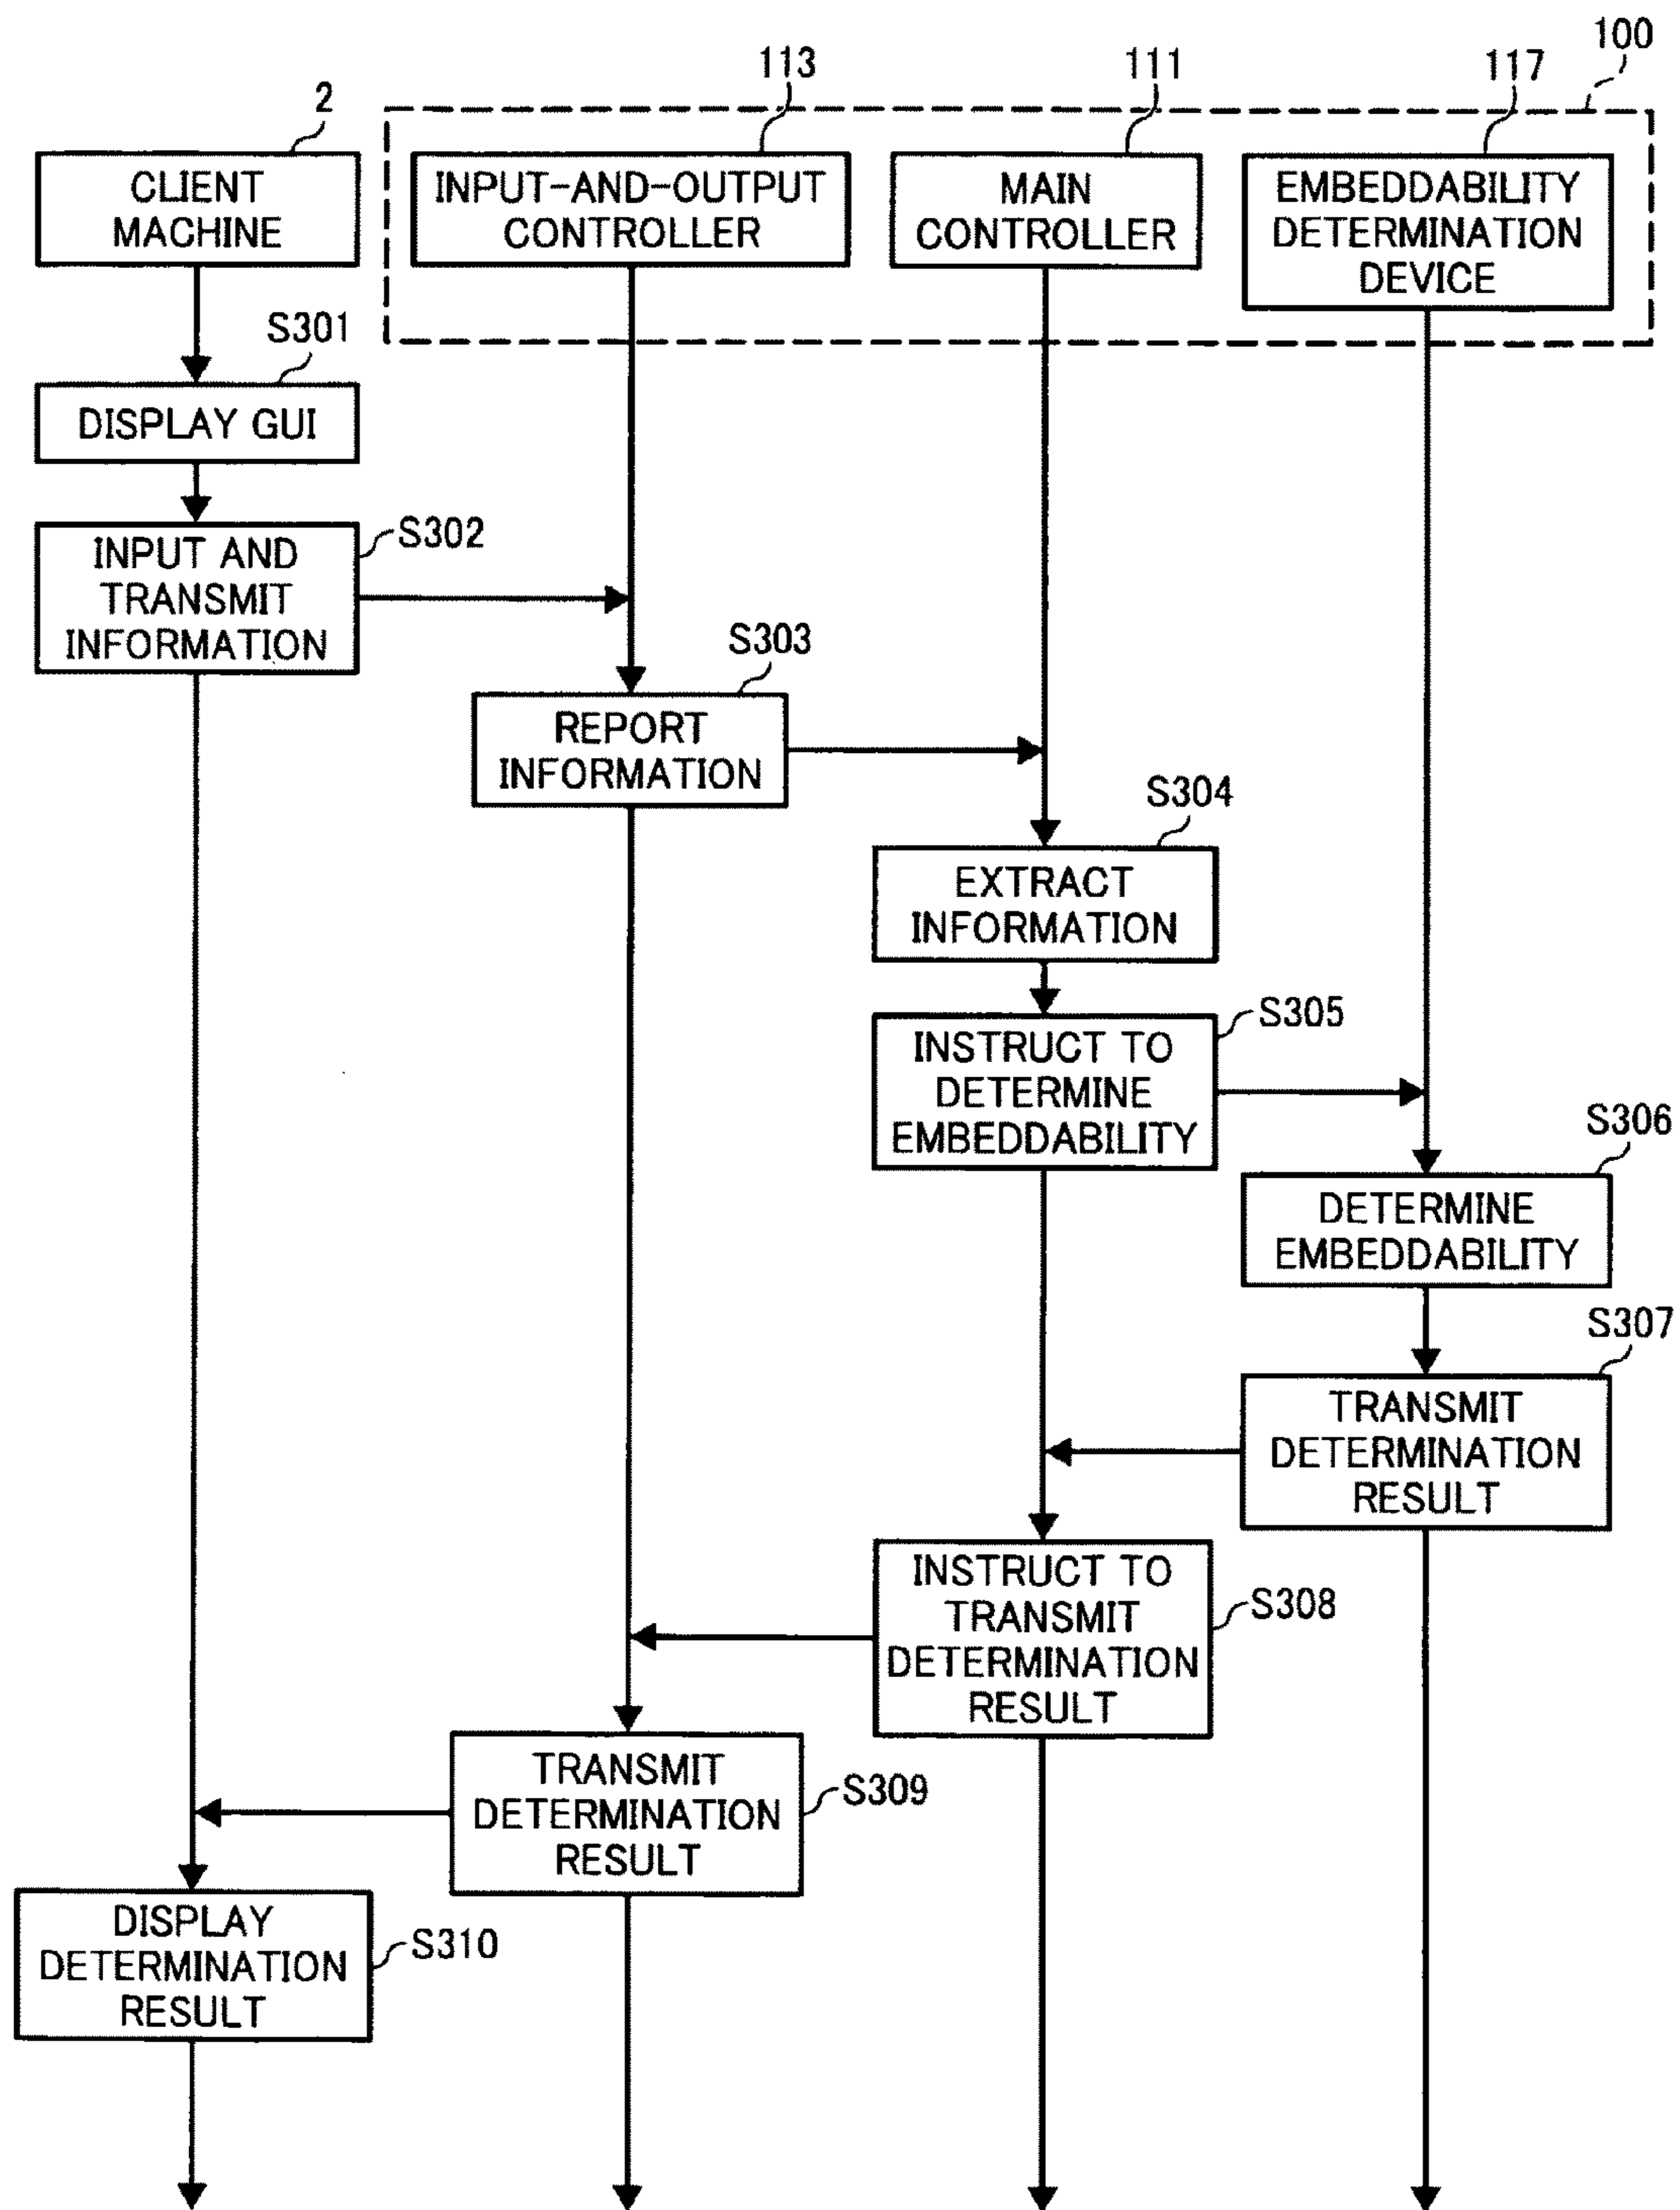 100
113
111
117
2
CLIENT
MACHINE
INPUT-AND-OUTPUT
CONTROLLER
MAIN
CONTROLLER
EMBEDDABILITY
DETERMINATION
DEVICE
S301
DISPLAY GUI
S302
INPUT AND
TRANSMIT
INFORMATION
S303
REPORT
INFORMATION
S304
EXTRACT
INFORMATION
S305
INSTRUCT TO
DETERMINE
EMBEDDABILITY
S306
DETERMINE
EMBEDDABILITY
S307
TRANSMIT
DETERMINATION
RESULT
S308
INSTRUCT TO
TRANSMIT
DETERMINATION
RESULT
S309
TRANSMIT
DETERMINATION
RESULT
S310
DISPLAY
DETERMINATION
RESULT